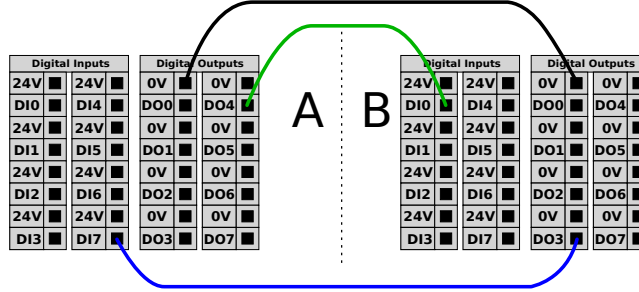 Digital Inputs Digital Outputs Digital Inputs Digital Outputs
24V 24V 0V 0V 24V 24V 0V 0V
DI0 DI4 DO0 DO4 A B DI0 DI4 DO0 DO4
24V 24V 0V 0V 24V 24V 0V 0V
DI1 DI5 DO1 DO5 DI1 DI5 DO1 DO5
24V 24V 0V 0V 24V 24V 0V 0V
DI2 DI6 DO2 DO6 DI2 DI6 DO2 DO6
24V 24V 0V 0V 24V 24V 0V 0V
DI3 DI7 DO3 DO7 DI3 DI7 DO3 DO7